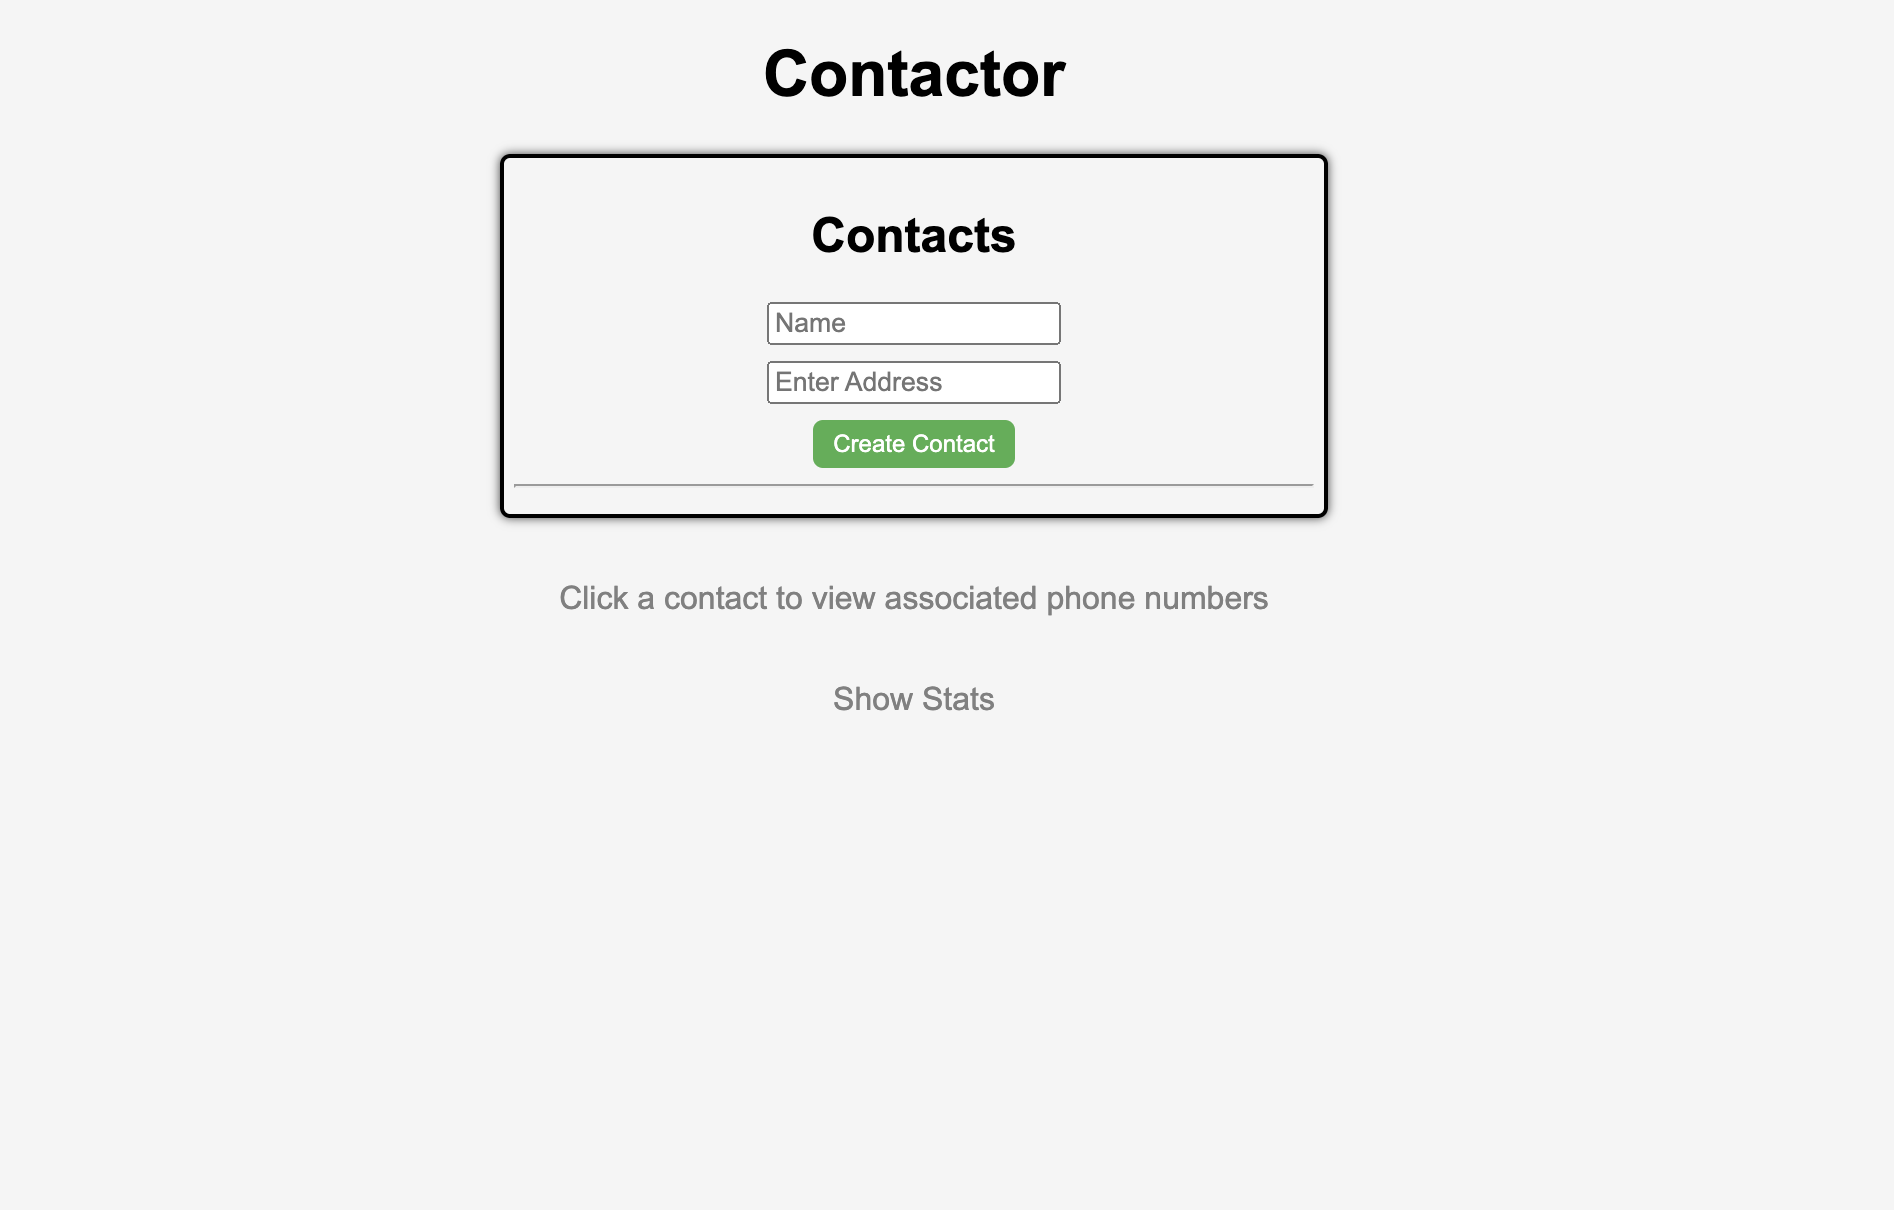 Contactor
Contacts
Name
Enter Address
Create Contact
Click a contact to view associated phone numbers
Show Stats